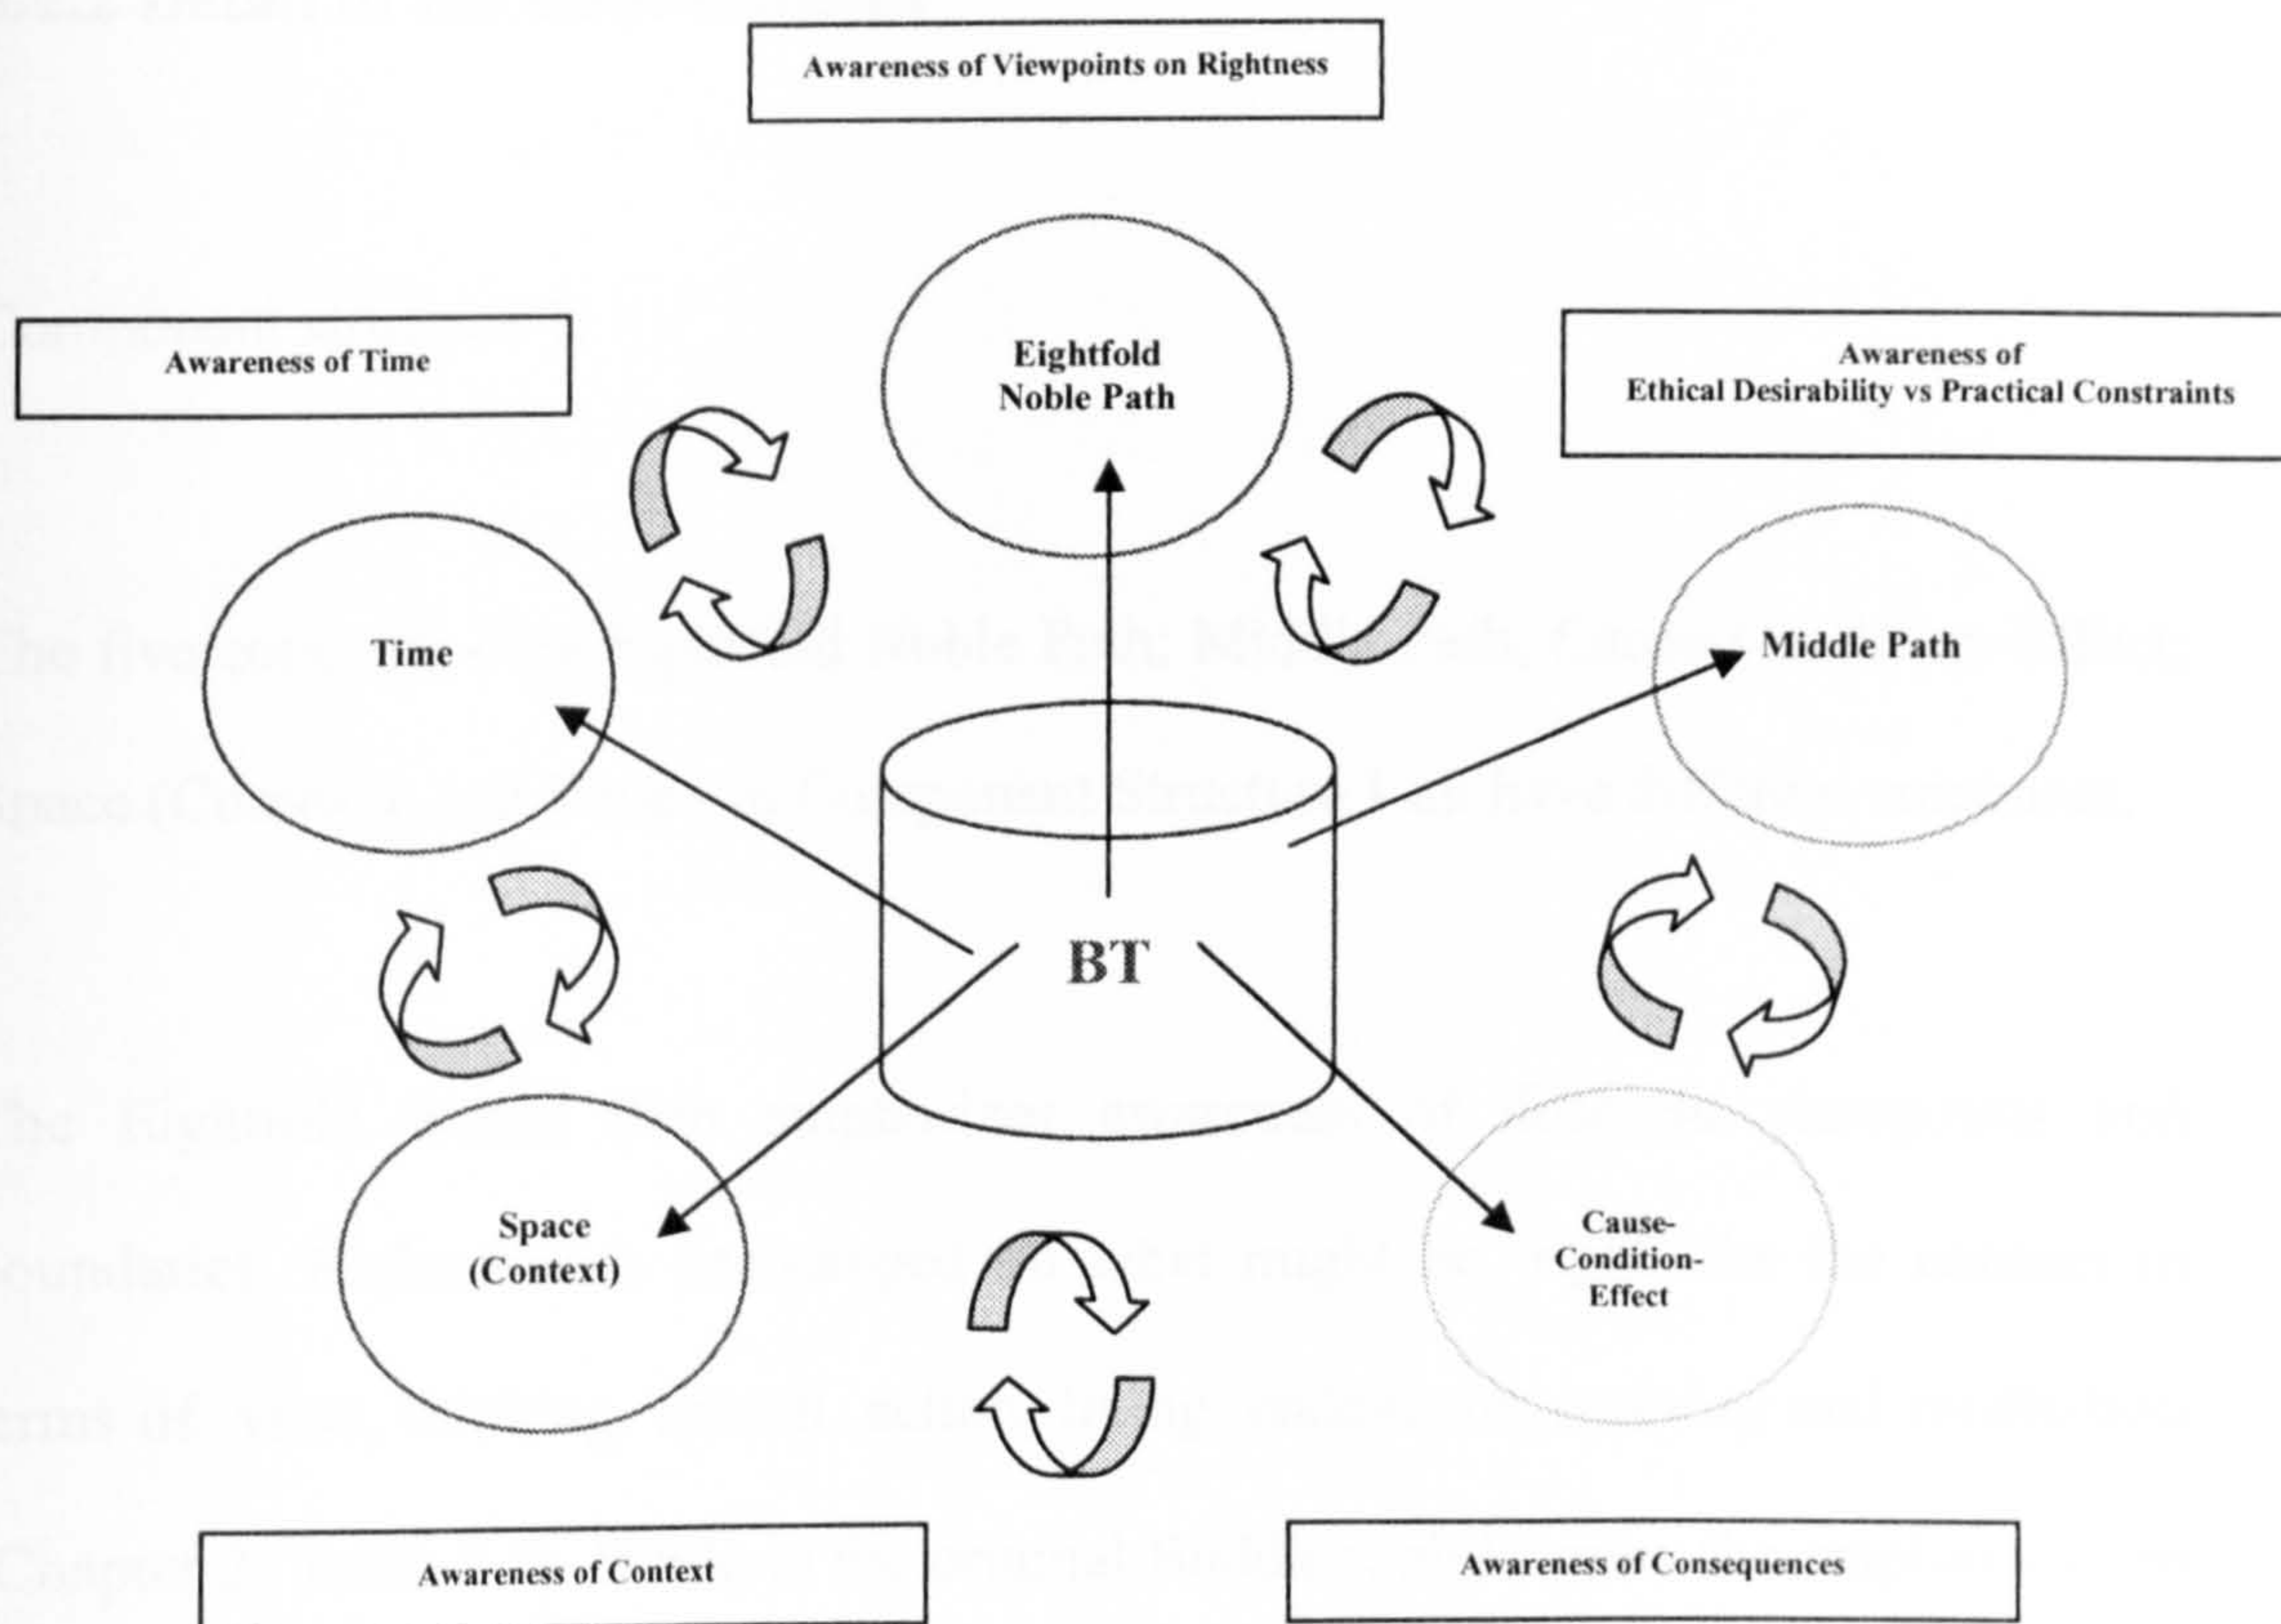 Awareness of Viewpoints on Rightness
Awareness of Time
Eightfold
Noble Path
Awareness of
Ethical Desirability vs Practical Constraints
Time
Middle Path
BT
Space
(Context)
Cause-
Condition-
Effect
Awareness of Context
Awareness of Consequences